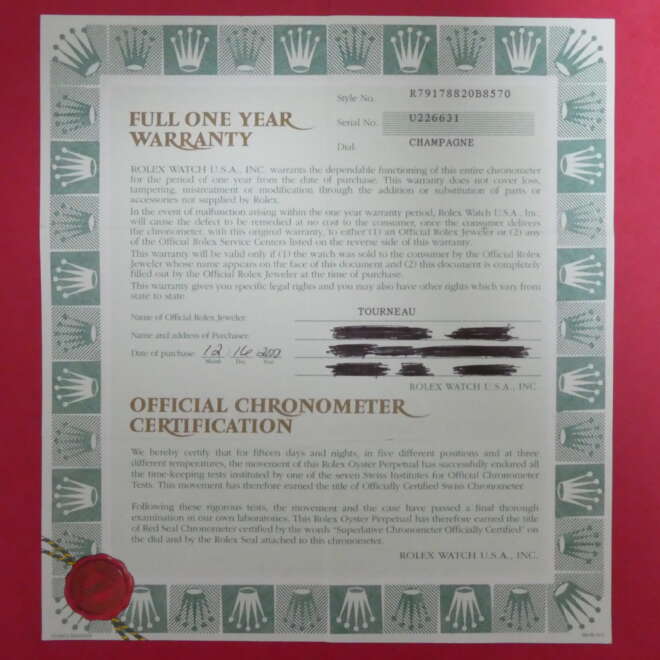 Style No. R79178820B8570
FULL ONE YEAR
WARRANTY
Serial No. U226631
Dial: CHAMPAGNE
ROLEX WATCH U.S.A., INC. warrants the dependable functioning of this entire chronometer
for the period of one year from the date of purchase. This warranty does not cover loss,
tampering, mistreatment or modification through the addition or substitution of parts or
accessories not supplied by Rolex.
In the event of malfunction arising within the one year warranty period, Rolex Watch U.S.A., Inc.
will cause the defect to be remedied at no cost to the consumer, once the consumer delivers
the chronometer, with this original warranty, to either (1) an Official Rolex Jeweler or (2) any
of the Official Rolex Service Centers listed on the reverse side of this warranty.
This warranty will be valid only if (1) the watch was sold to the consumer by the Official Rolex
Jeweler whose name appears on the face of this document and (2) this document is completely
filled out by the Official Rolex Jeweler at the time of purchase.
This warranty gives you specific legal rights and you may also have other rights which vary from
state to state.
Name of Official Rolex Jeweler: TOURNEAU
Name and address of Purchaser:
Date of purchase: 12 16
Month Day Year
ROLEX WATCH U.S.A., INC.
OFFICIAL CHRONOMETER
CERTIFICATION
We hereby certify that for fifteen days and nights, in five different positions and at three
different temperatures, the movement of this Rolex Oyster Perpetual has successfully endured all
the time-keeping tests instituted by one of the seven Swiss Institutes for Official Chronometer
Tests. This movement has therefore earned the title of Officially Certified Swiss Chronometer.
Following these rigorous tests, the movement and the case have passed a final thorough
examination in our own laboratories. This Rolex Oyster Perpetual has therefore earned the title
of Red Seal Chronometer certified by the words "Superlative Chronometer Officially Certified" on
the dial and by the Rolex Seal attached to this chronometer.
ROLEX WATCH U.S.A., INC.